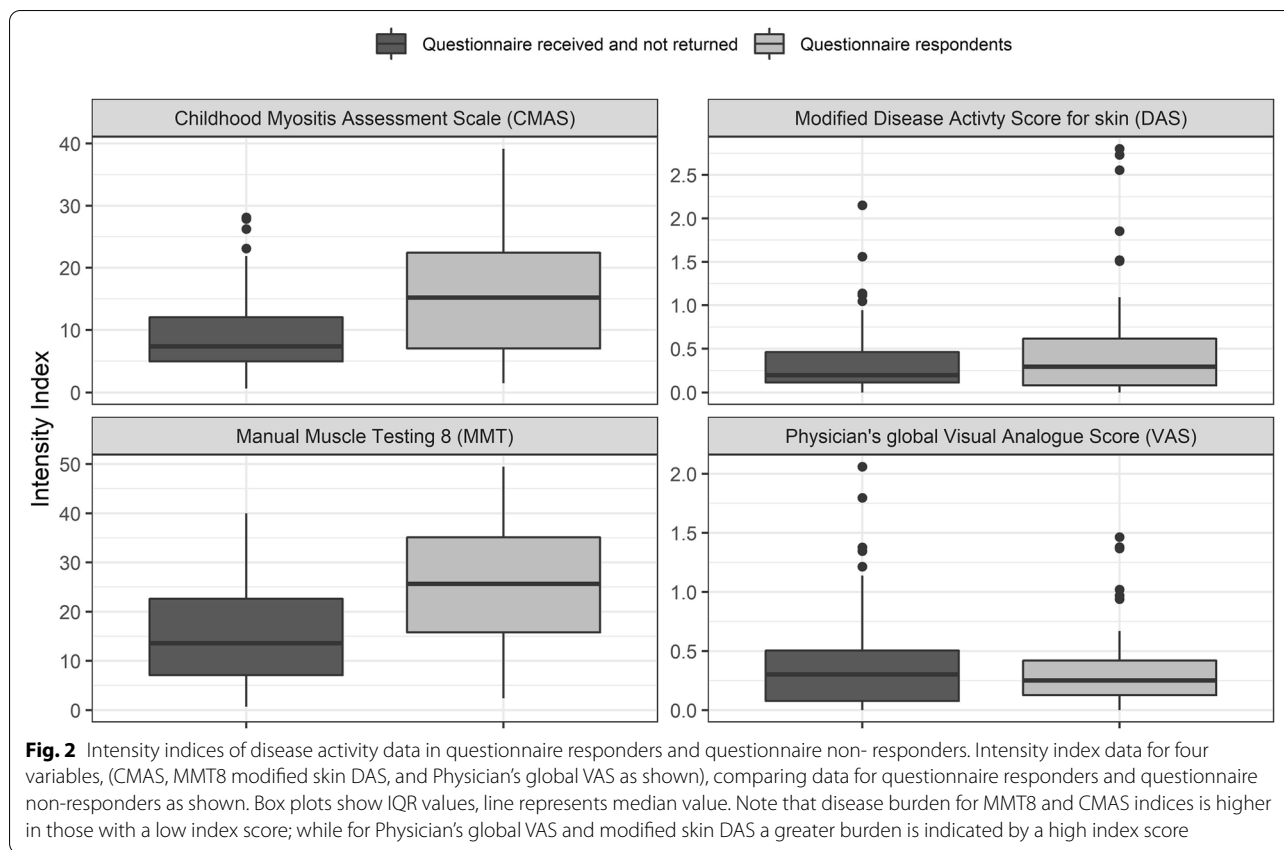 Questionnaire received and not returned Questionnaire respondents
Childhood Myositis Assessment Scale (CMAS)
40
30
20
10
0
Modified Disease Activty Score for skin (DAS)
2.5
2.0
1.5
1.0
0.5
0.0
Intensity Index
Manual Muscle Testing 8 (MMT)
50
40
30
20
10
0
Physician's global Visual Analogue Score (VAS)
2.0
1.5
1.0
0.5
0.0
Fig. 2 Intensity indices of disease activity data in questionnaire responders and questionnaire non- responders. Intensity index data for four
variables, (CMAS, MMT8 modified skin DAS, and Physician’s global VAS as shown), comparing data for questionnaire responders and questionnaire
non-responders as shown. Box plots show IQR values, line represents median value. Note that disease burden for MMT8 and CMAS indices is higher
in those with a low index score; while for Physician’s global VAS and modified skin DAS a greater burden is indicated by a high index score